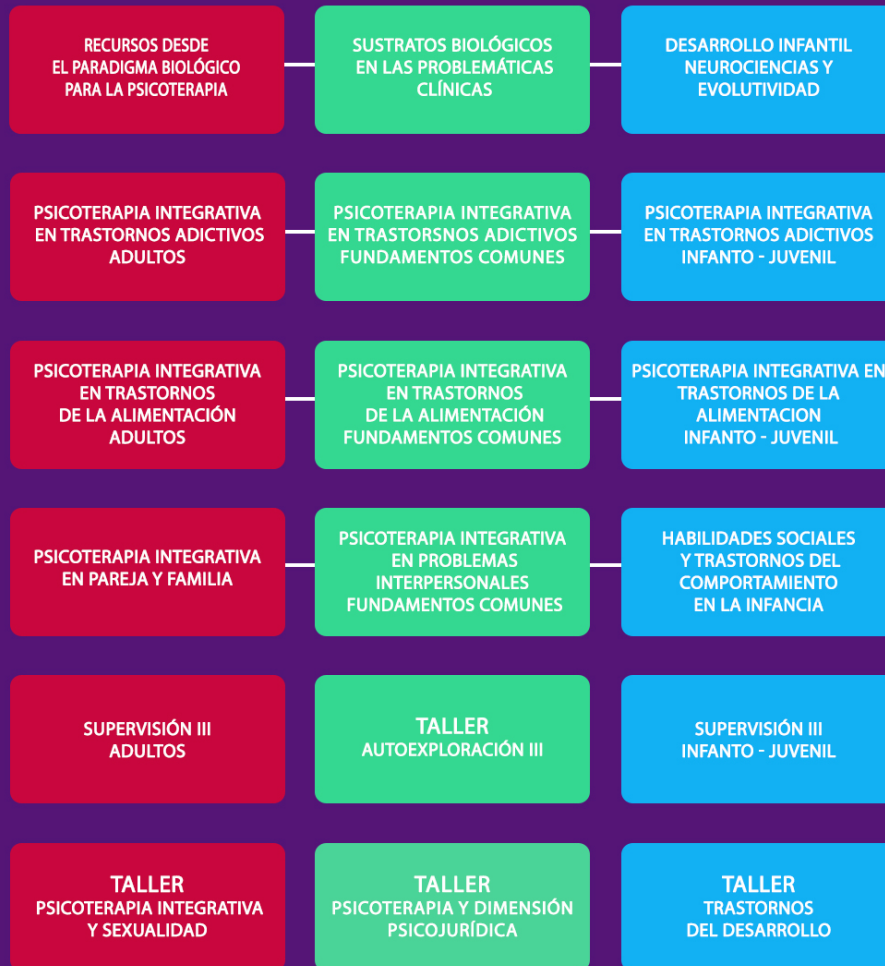 RECURSOS DESDE
EL PARADIGMA BIOLÓGICO
PARA LA PSICOTERAPIA
SUSTRATOS BIOLÓGICOS
EN LAS PROBLEMÁTICAS
CLÍNICAS
DESARROLLO INFANTIL
NEUROCIENCIAS Y
EVOLUTIVIDAD
PSICOTERAPIA INTEGRATIVA
EN TRASTORNOS ADICTIVOS
ADULTOS
PSICOTERAPIA INTEGRATIVA
EN TRASTORSNOS ADICTIVOS
FUNDAMENTOS COMUNES
PSICOTERAPIA INTEGRATIVA
EN TRASTORNOS ADICTIVOS
INFANTO - JUVENIL
PSICOTERAPIA INTEGRATIVA
EN TRASTORNOS
DE LA ALIMENTACIÓN
ADULTOS
PSICOTERAPIA INTEGRATIVA
EN TRASTORNOS
DE LA ALIMENTACIÓN
FUNDAMENTOS COMUNES
PSICOTERAPIA INTEGRATIVA EN
TRASTORNOS DE LA
ALIMENTACION
INFANTO - JUVENIL
PSICOTERAPIA INTEGRATIVA
EN PAREJA Y FAMILIA
PSICOTERAPIA INTEGRATIVA
EN PROBLEMAS
INTERPERSONALES
FUNDAMENTOS COMUNES
HABILIDADES SOCIALES
Y TRASTORNOS DEL
COMPORTAMIENTO
EN LA INFANCIA
SUPERVISIÓN III
ADULTOS
TALLER
AUTOEXPLORACIÓN III
SUPERVISIÓN III
INFANTO - JUVENIL
TALLER
PSICOTERAPIA INTEGRATIVA
Y SEXUALIDAD
TALLER
PSICOTERAPIA Y DIMENSIÓN
PSICOJURÍDICA
TALLER
TRASTORNOS
DEL DESARROLLO